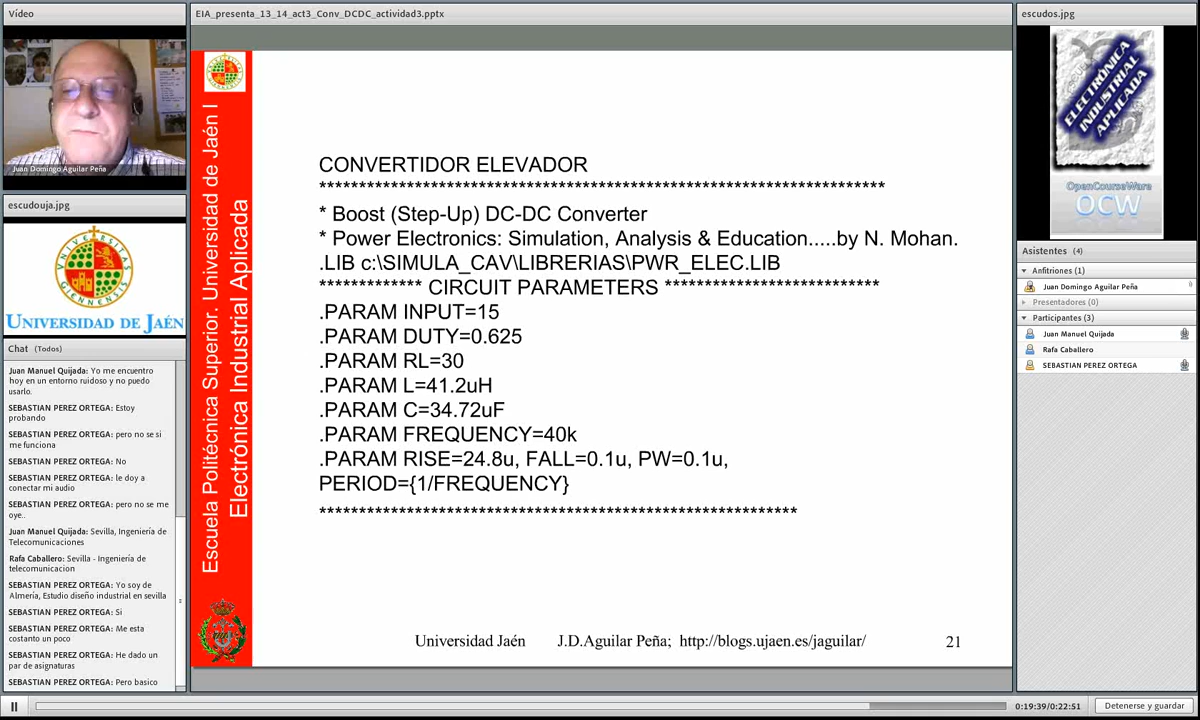 Vídeo
Juan Domingo Aguilar Peña
escudouja.jpg
UNIVERSIDAD DE JAÉN
Chat (Todos)
Juan Manuel Quijada: Yo me encuentro
hoy en un entorno ruidoso y no puedo
usarlo.
SEBASTIAN PEREZ ORTEGA: Estoy
probando
SEBASTIAN PEREZ ORTEGA: pero no se si
me funciona
SEBASTIAN PEREZ ORTEGA: No
SEBASTIAN PEREZ ORTEGA: le doy a
conectar mi audio
SEBASTIAN PEREZ ORTEGA: pero no se me
oye..
Juan Manuel Quijada: Sevilla, Ingeniería de
Telecomunicaciones
Rafa Caballero: Sevilla - Ingeniería de
telecomunicacion
SEBASTIAN PEREZ ORTEGA: Yo soy de
Almería, Estudio diseño industrial en sevilla
SEBASTIAN PEREZ ORTEGA: Si
SEBASTIAN PEREZ ORTEGA: Me esta
costanto un poco
SEBASTIAN PEREZ ORTEGA: He dado un
par de asignaturas
SEBASTIAN PEREZ ORTEGA: Pero basico
EIA_presenta_13_14_act3_Conv_DCDC_actividad3.pptx
Escuela Politécnica Superior. Universidad de Jaén I
Electrónica Industrial Aplicada
CONVERTIDOR ELEVADOR
***********************************************************************
* Boost (Step-Up) DC-DC Converter
* Power Electronics: Simulation, Analysis & Education.....by N. Mohan.
.LIB c:\SIMULA_CAV\LIBRERIAS\PWR_ELEC.LIB
************* CIRCUIT PARAMETERS ***************************
.PARAM INPUT=15
.PARAM DUTY=0.625
.PARAM RL=30
.PARAM L=41.2uH
.PARAM C=34.72uF
.PARAM FREQUENCY=40k
.PARAM RISE=24.8u, FALL=0.1u, PW=0.1u,
PERIOD={1/FREQUENCY}
************************************************************
Universidad Jaén J.D.Aguilar Peña; http://blogs.ujaen.es/jaguilar/ 21
escudos.jpg
ELECTRÓNICA
INDUSTRIAL
APLICADA
OpenCourseWare
OCW
Asistentes (4)
Anfitriones (1)
Juan Domingo Aguilar Peña
Presentadores (0)
Participantes (3)
Juan Manuel Quijada
Rafa Caballero
SEBASTIAN PEREZ ORTEGA
0:19:39/0:22:51
Detenerse y guardar